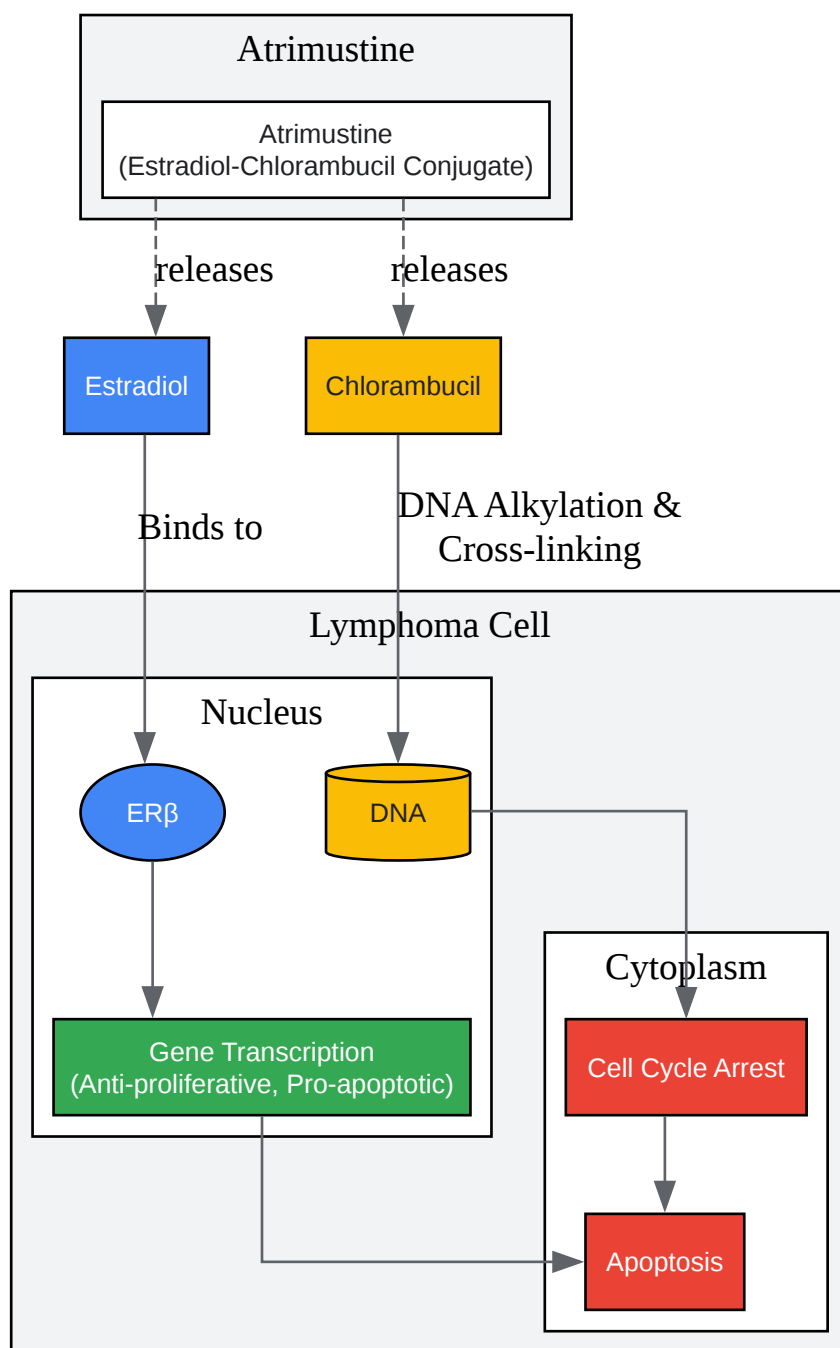 Atrimustine
Atrimustine
(Estradiol-Chlorambucil Conjugate)
releases
releases
Estradiol
Chlorambucil
Binds to
DNA Alkylation &
Cross-linking
Lymphoma Cell
Nucleus
ERβ
DNA
Cytoplasm
Gene Transcription
(Anti-proliferative, Pro-apoptotic)
Cell Cycle Arrest
Apoptosis